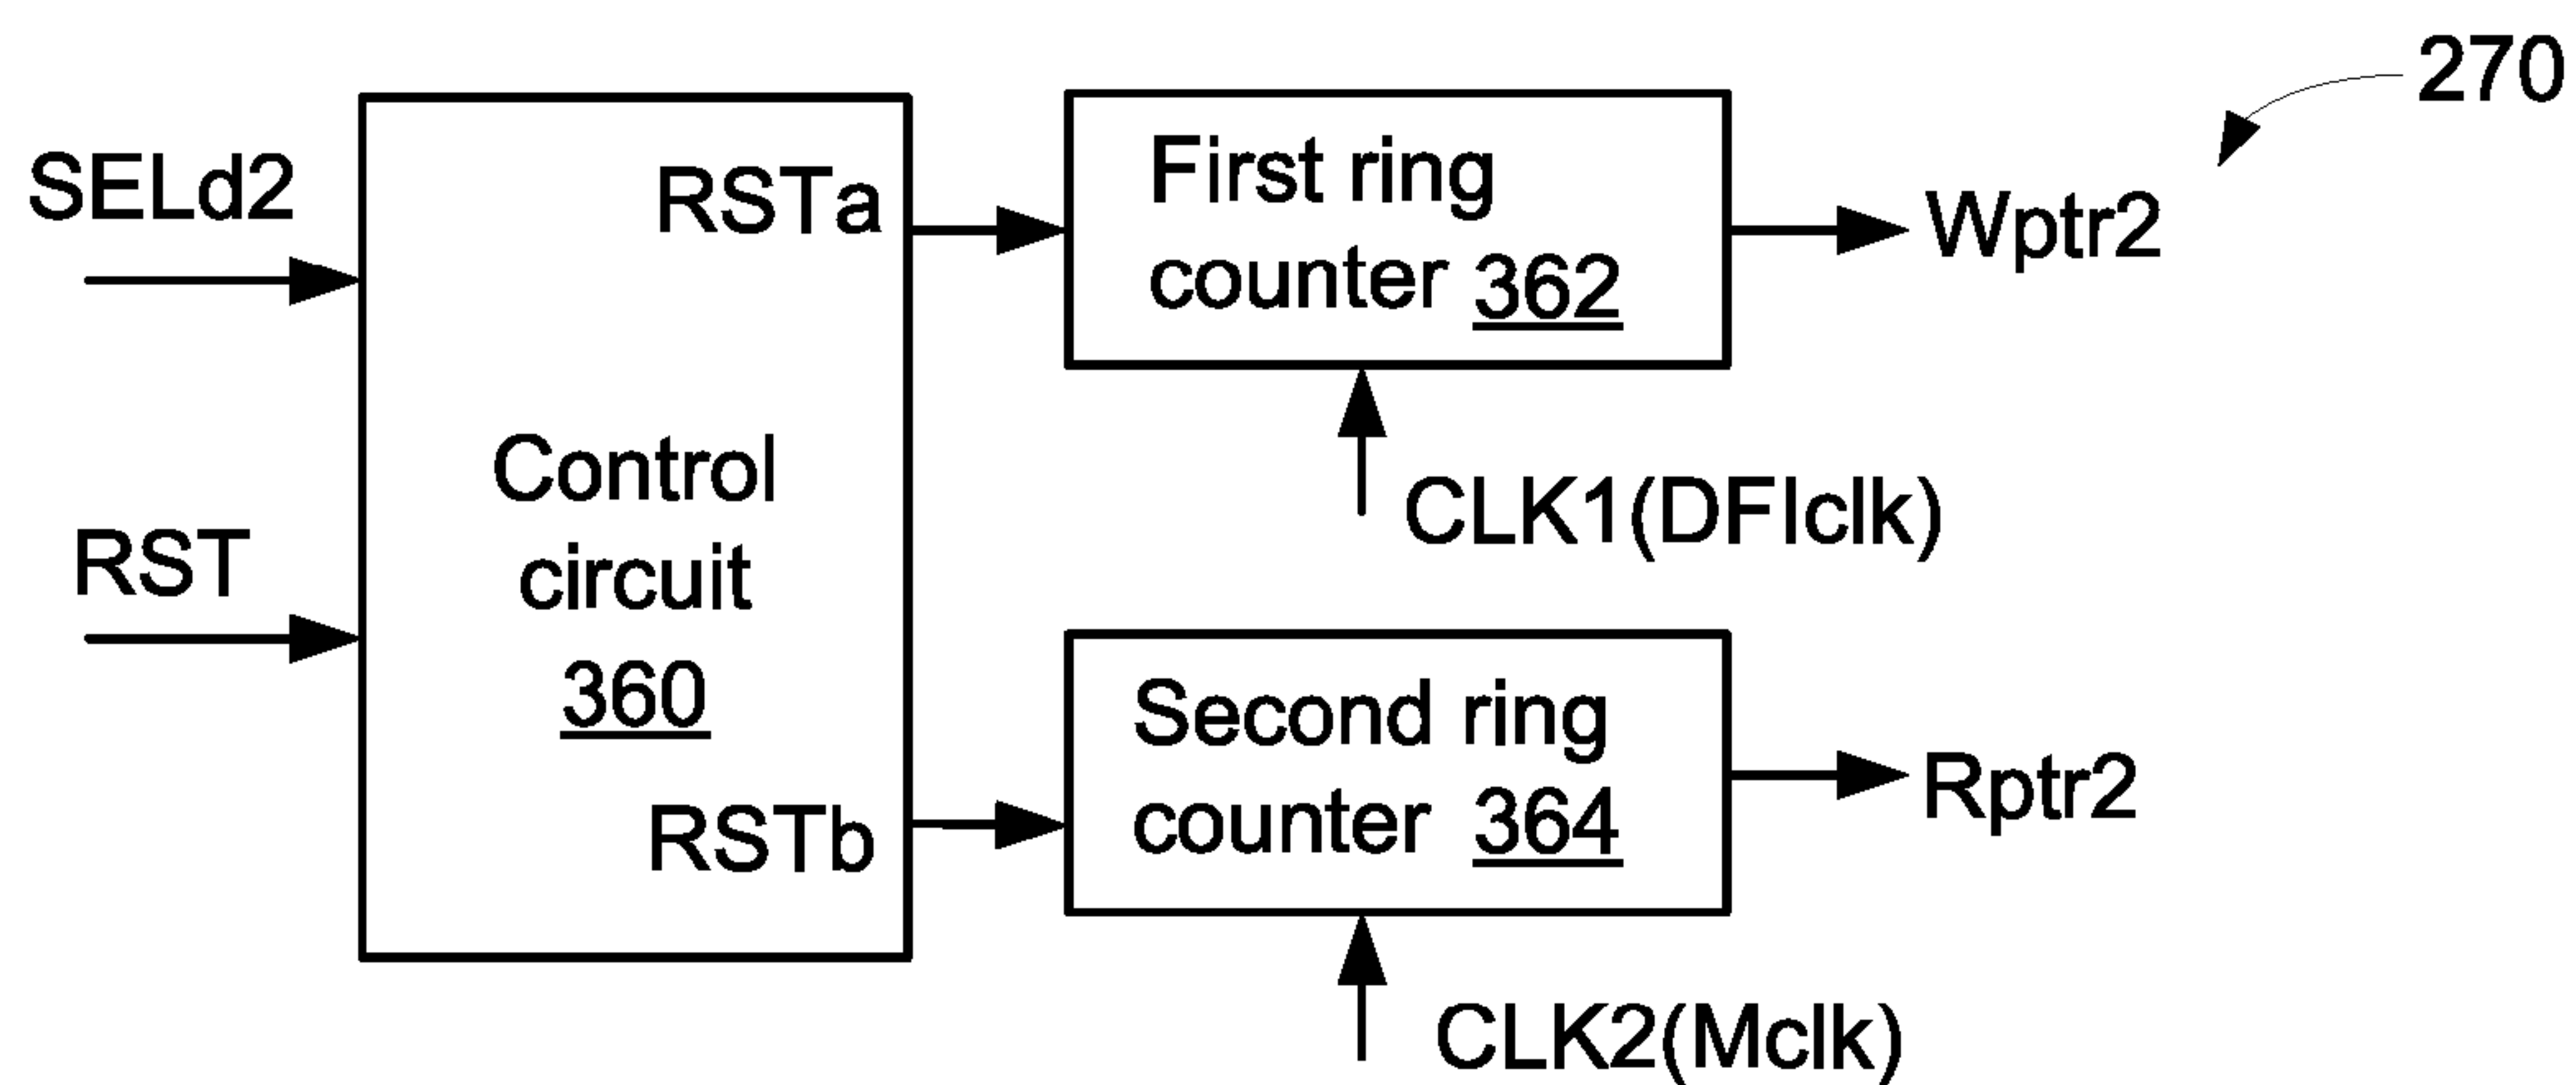 270
SELd2
RSTa
First ring
counter 362
Wptr2
CLK1(DFIclk)
Control
circuit
360
RST
RSTb
Second ring
counter 364
Rptr2
CLK2(Mclk)